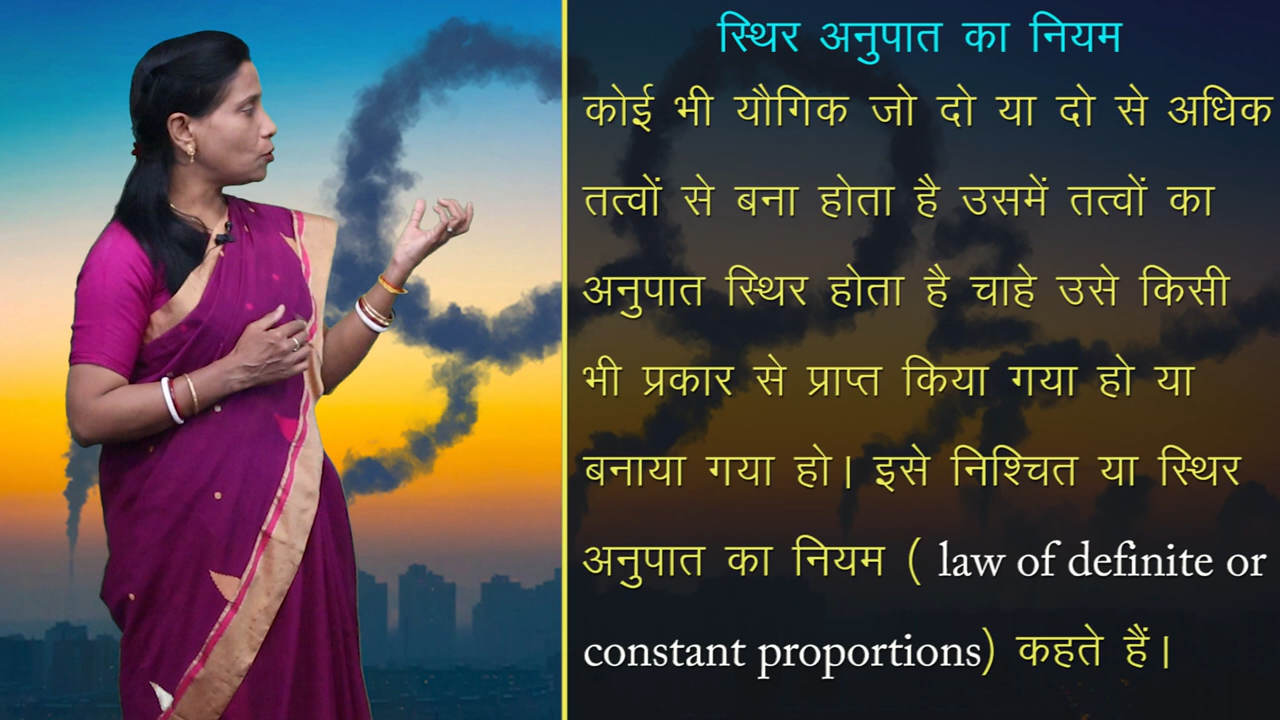 स्थिर अनुपात का नियम
कोई भी यौगिक जो दो या दो से अधिक
तत्वों से बना होता है उसमें तत्वों का
अनुपात स्थिर होता है चाहे उसे किसी
भी प्रकार से प्राप्त किया गया हो या
बनाया गया हो। इसे निश्चित या स्थिर
अनुपात का नियम ( law of definite or
constant proportions) कहते हैं।